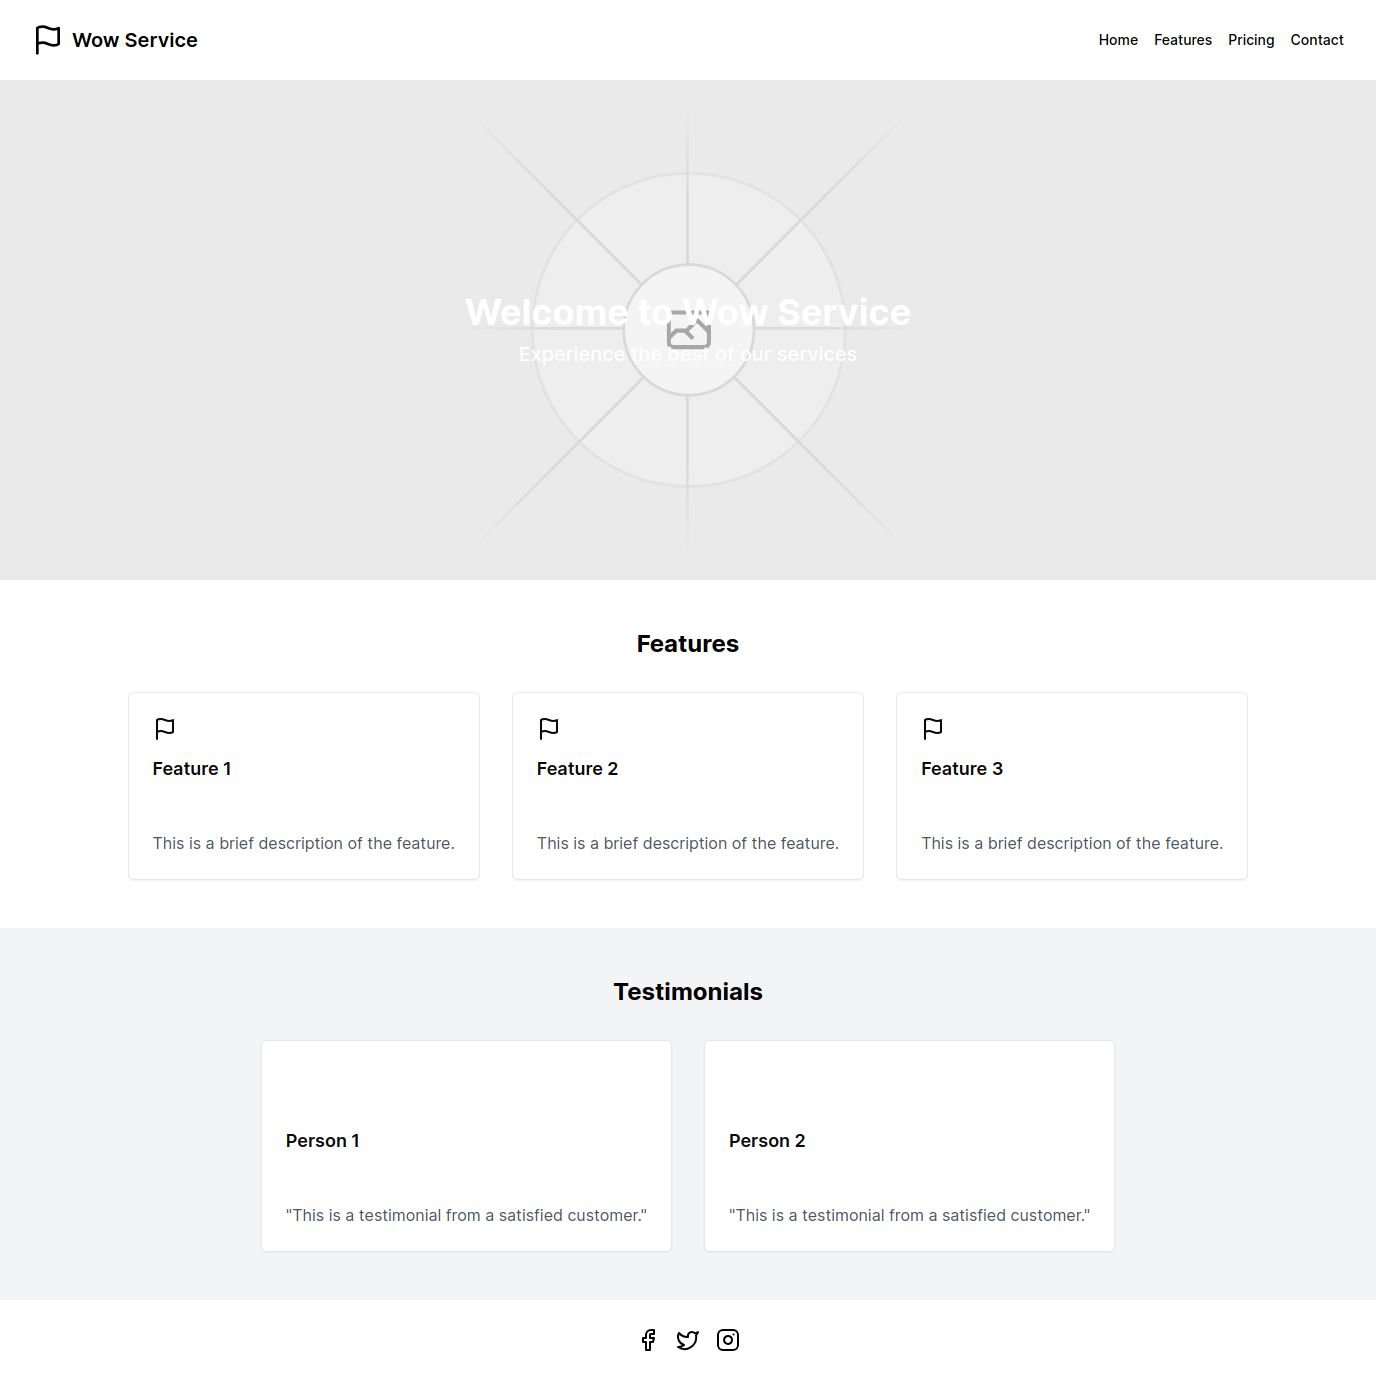 Wow Service
Home Features Pricing Contact
Welcome to Wow Service
Experience the best of our services
Features
Feature 1
This is a brief description of the feature.
Feature 2
This is a brief description of the feature.
Feature 3
This is a brief description of the feature.
Testimonials
Person 1
"This is a testimonial from a satisfied customer."
Person 2
"This is a testimonial from a satisfied customer."